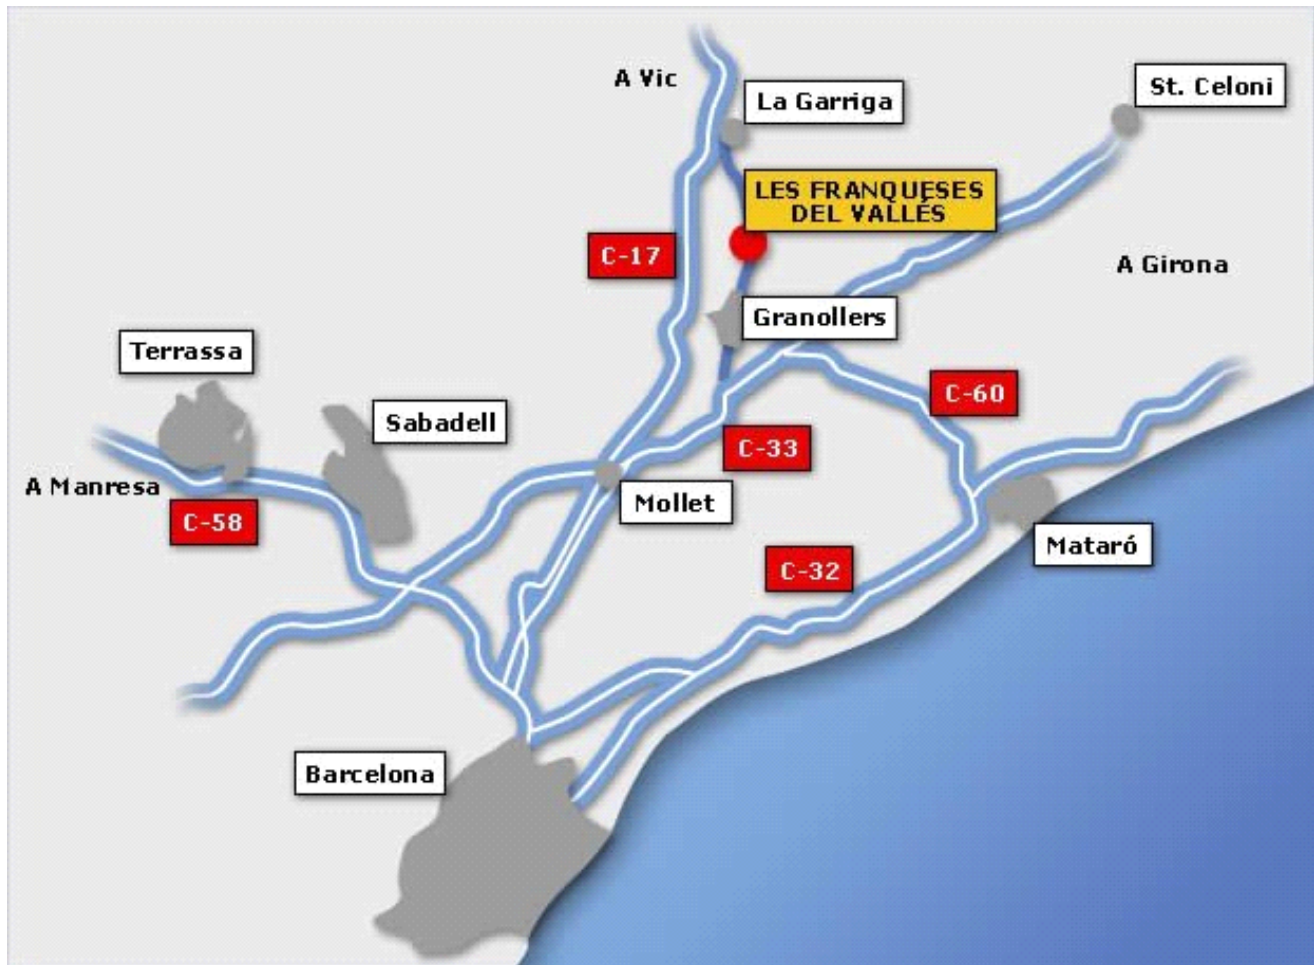 A Vic
La Garriga
St. Celoni
LES FRANQUESES
DEL VALLÉS
C-17
A Girona
Granollers
Terrassa
C-60
Sabadell
C-33
A Manresa
Mollet
C-58
Mataró
C-32
Barcelona